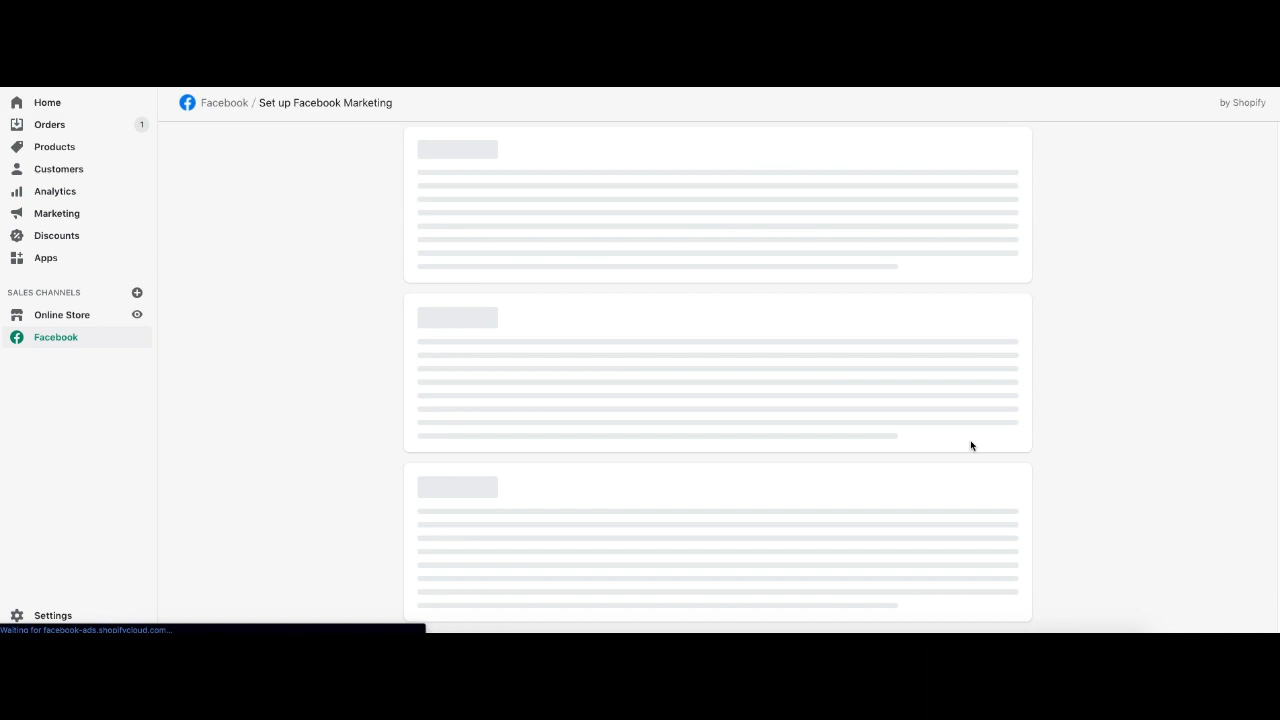 Home
Facebook / Set up Facebook Marketing
by Shopify
Orders
1
Products
Customers
Analytics
Marketing
Discounts
Apps
SALES CHANNELS
Online Store
Facebook
Settings
Waiting for facebook-ads.shopifycloud.com...